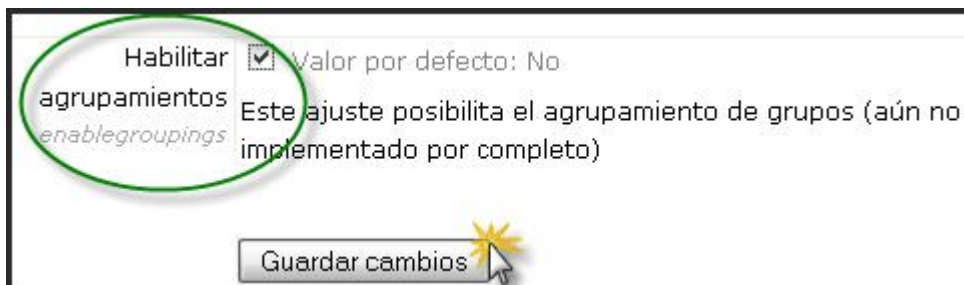 Habilitar Valor por defecto: No
agrupamientos
enablegroupings
Este ajuste posibilita el agrupamiento de grupos (aún no
implementado por completo)
Guardar cambios